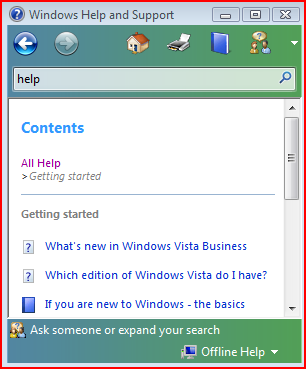 Windows Help and Support
help
Contents
All Help
> Getting started
Getting started
What's new in Windows Vista Business
Which edition of Windows Vista do I have?
If you are new to Windows - the basics
Ask someone or expand your search
Offline Help